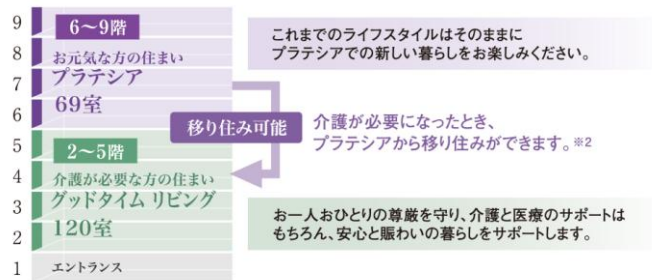 9
6～9階
8
お元気な方の住まい
7
プラテシア
6
69室
これまでのライフスタイルはそのままに
プラテシアでの新しい暮らしをお楽しみください。
移り住み可能
介護が必要になったとき、
プラテシアから移り住みができます。※2
5
2～5階
4
介護が必要な方の住まい
3
グッドタイム リビング
2
120室
お一人おひとりの尊厳を守り、介護と医療のサポートは
もちろん、安心と賑わいの暮らしをサポートします。
1
エントランス